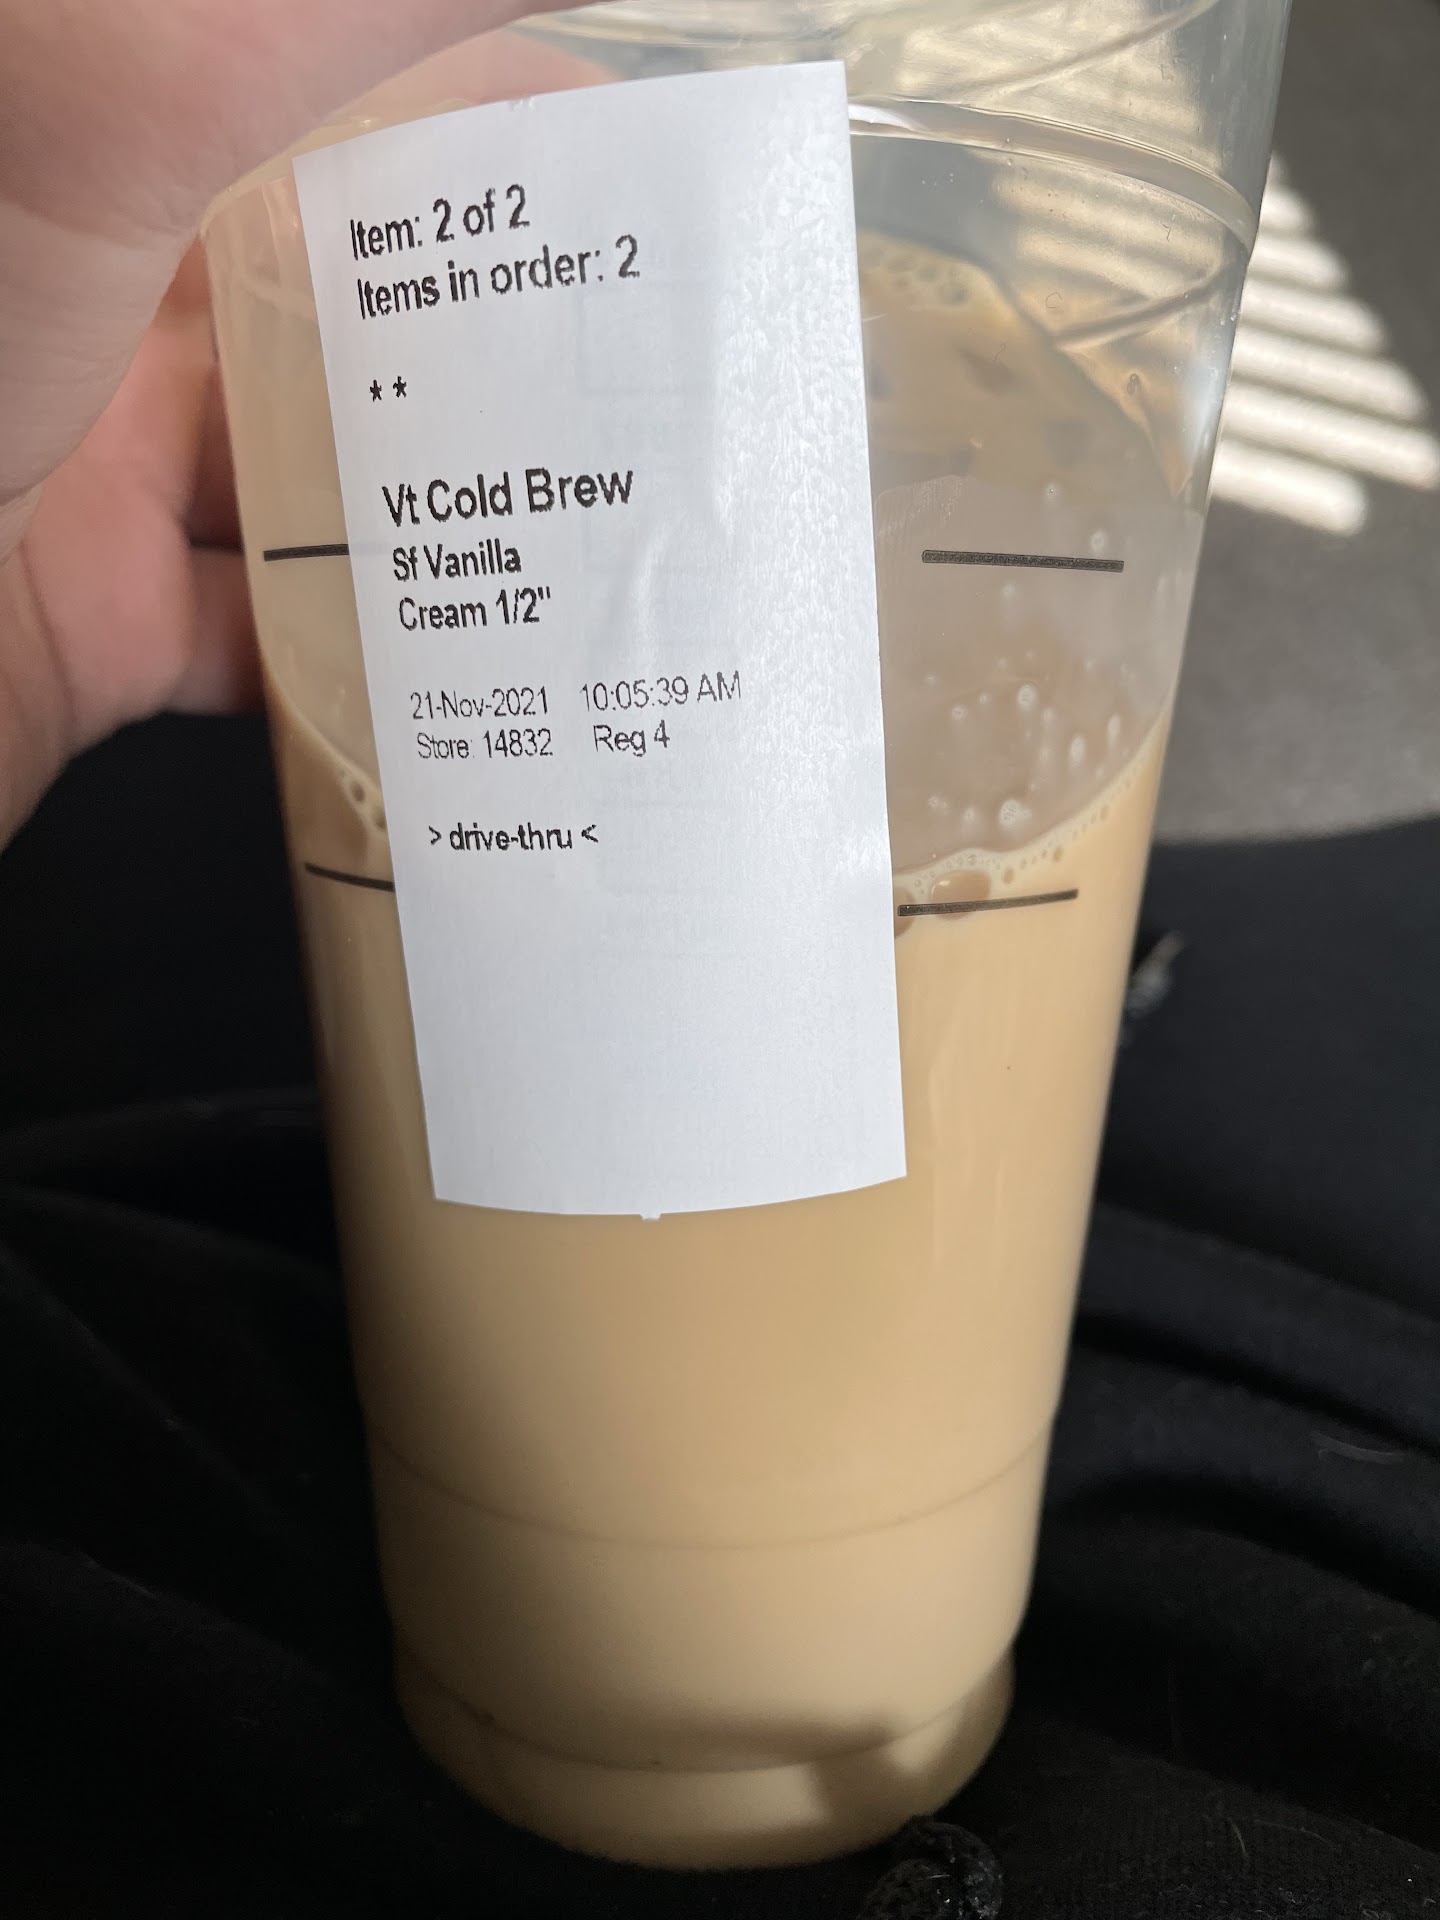 Item: 2 of 2
Items in order: 2
* *
Vt Cold Brew
Sf Vanilla
Cream 1/2"
21-Nov-2021 10:05:39 AM
Store: 14832 Reg 4
> drive-thru <